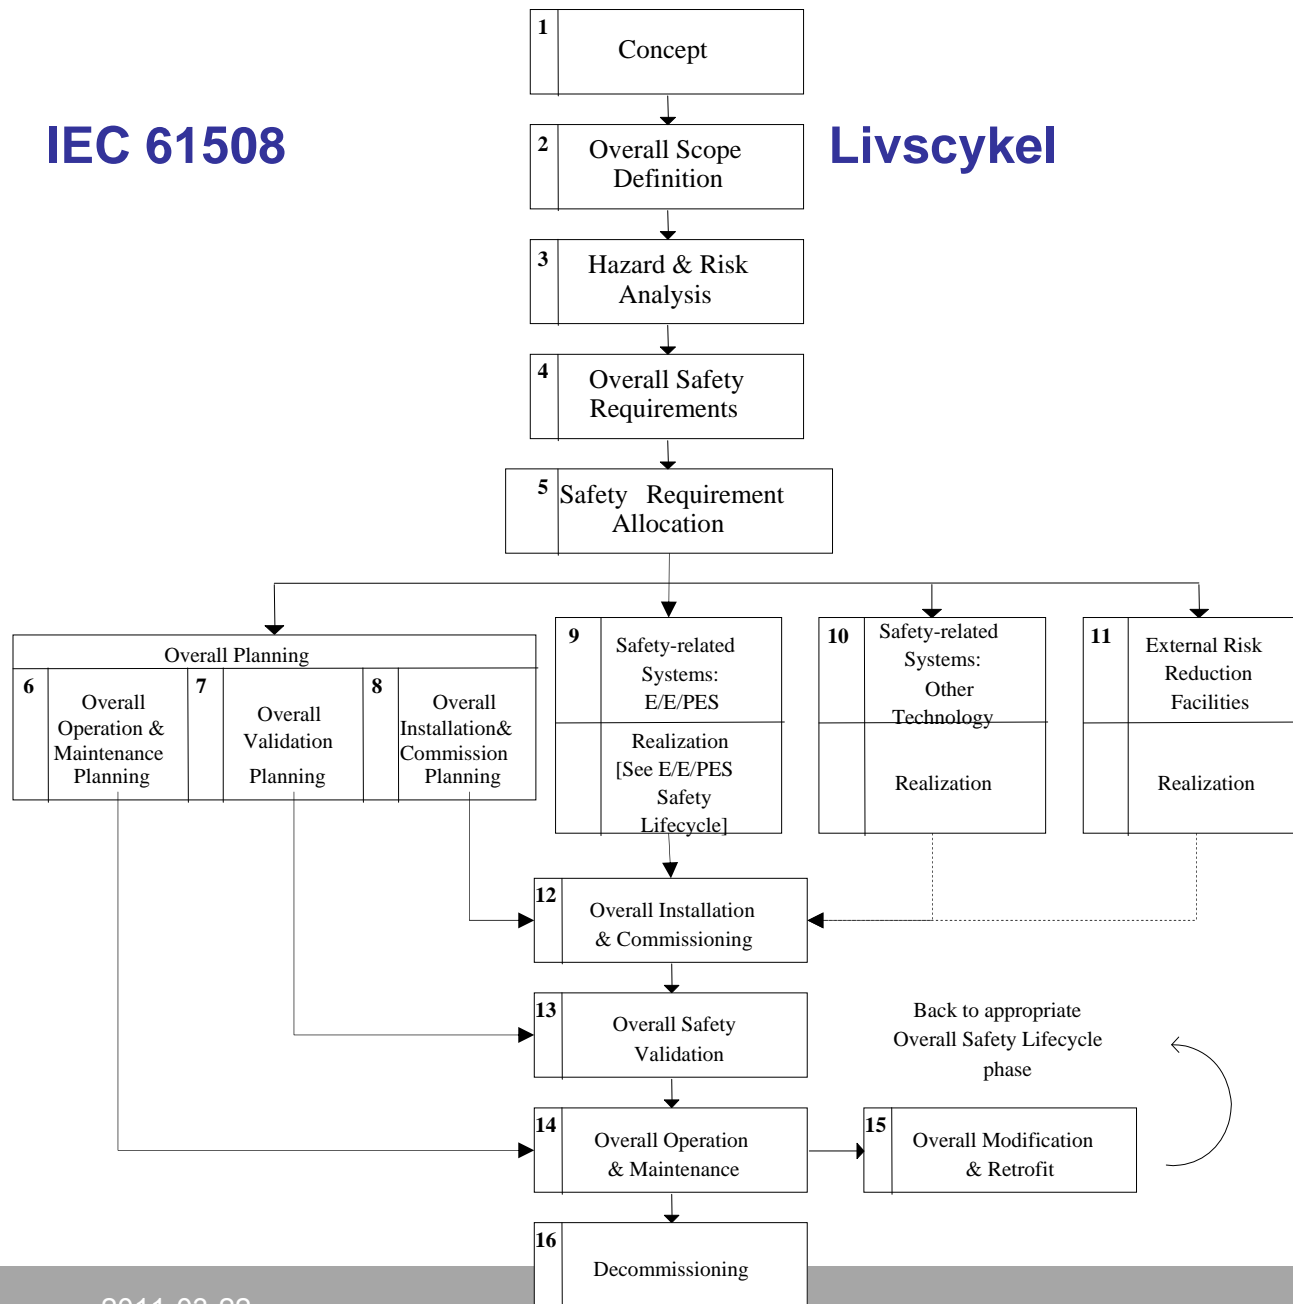 1
Concept
IEC 61508
Livscykel
2
Overall Scope
Definition
3
Hazard & Risk
Analysis
4
Overall Safety
Requirements
5
Safety Requirement
Allocation
Overall Planning
6
Overall
Operation &
Maintenance
Planning
7
Overall
Validation
Planning
8
Overall
Installation&
Commission
Planning
9
Safety-related
Systems:
E/E/PES
Realization
[See E/E/PES
Safety
Lifecycle]
10
Safety-related
Systems:
Other
Technology
Realization
11
External Risk
Reduction
Facilities
Realization
12
Overall Installation
& Commissioning
13
Overall Safety
Validation
Back to appropriate
Overall Safety Lifecycle
phase
14
Overall Operation
& Maintenance
15
Overall Modification
& Retrofit
16
Decommissioning
2011-03-22